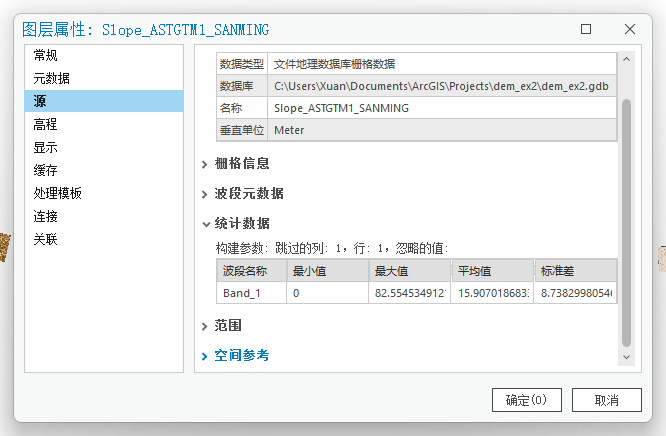 图层属性: Slope_ASTGTM1_SANMING
常规
元数据
源
高程
显示
缓存
处理模板
连接
关联
数据类型 文件地理数据库栅格数据
数据库 C:\Users\Xuan\Documents\ArcGIS\Projects\dem_ex2\dem_ex2.gdb
名称 Slope_ASTGTM1_SANMING
垂直单位 Meter
栅格信息
波段元数据
统计数据
构建参数: 跳过的列: 1, 行: 1, 忽略的值:
波段名称 最小值 最大值 平均值 标准差
Band_1 0 82.554534912 15.907018683 8.7382998054
范围
空间参考
确定(O) 取消